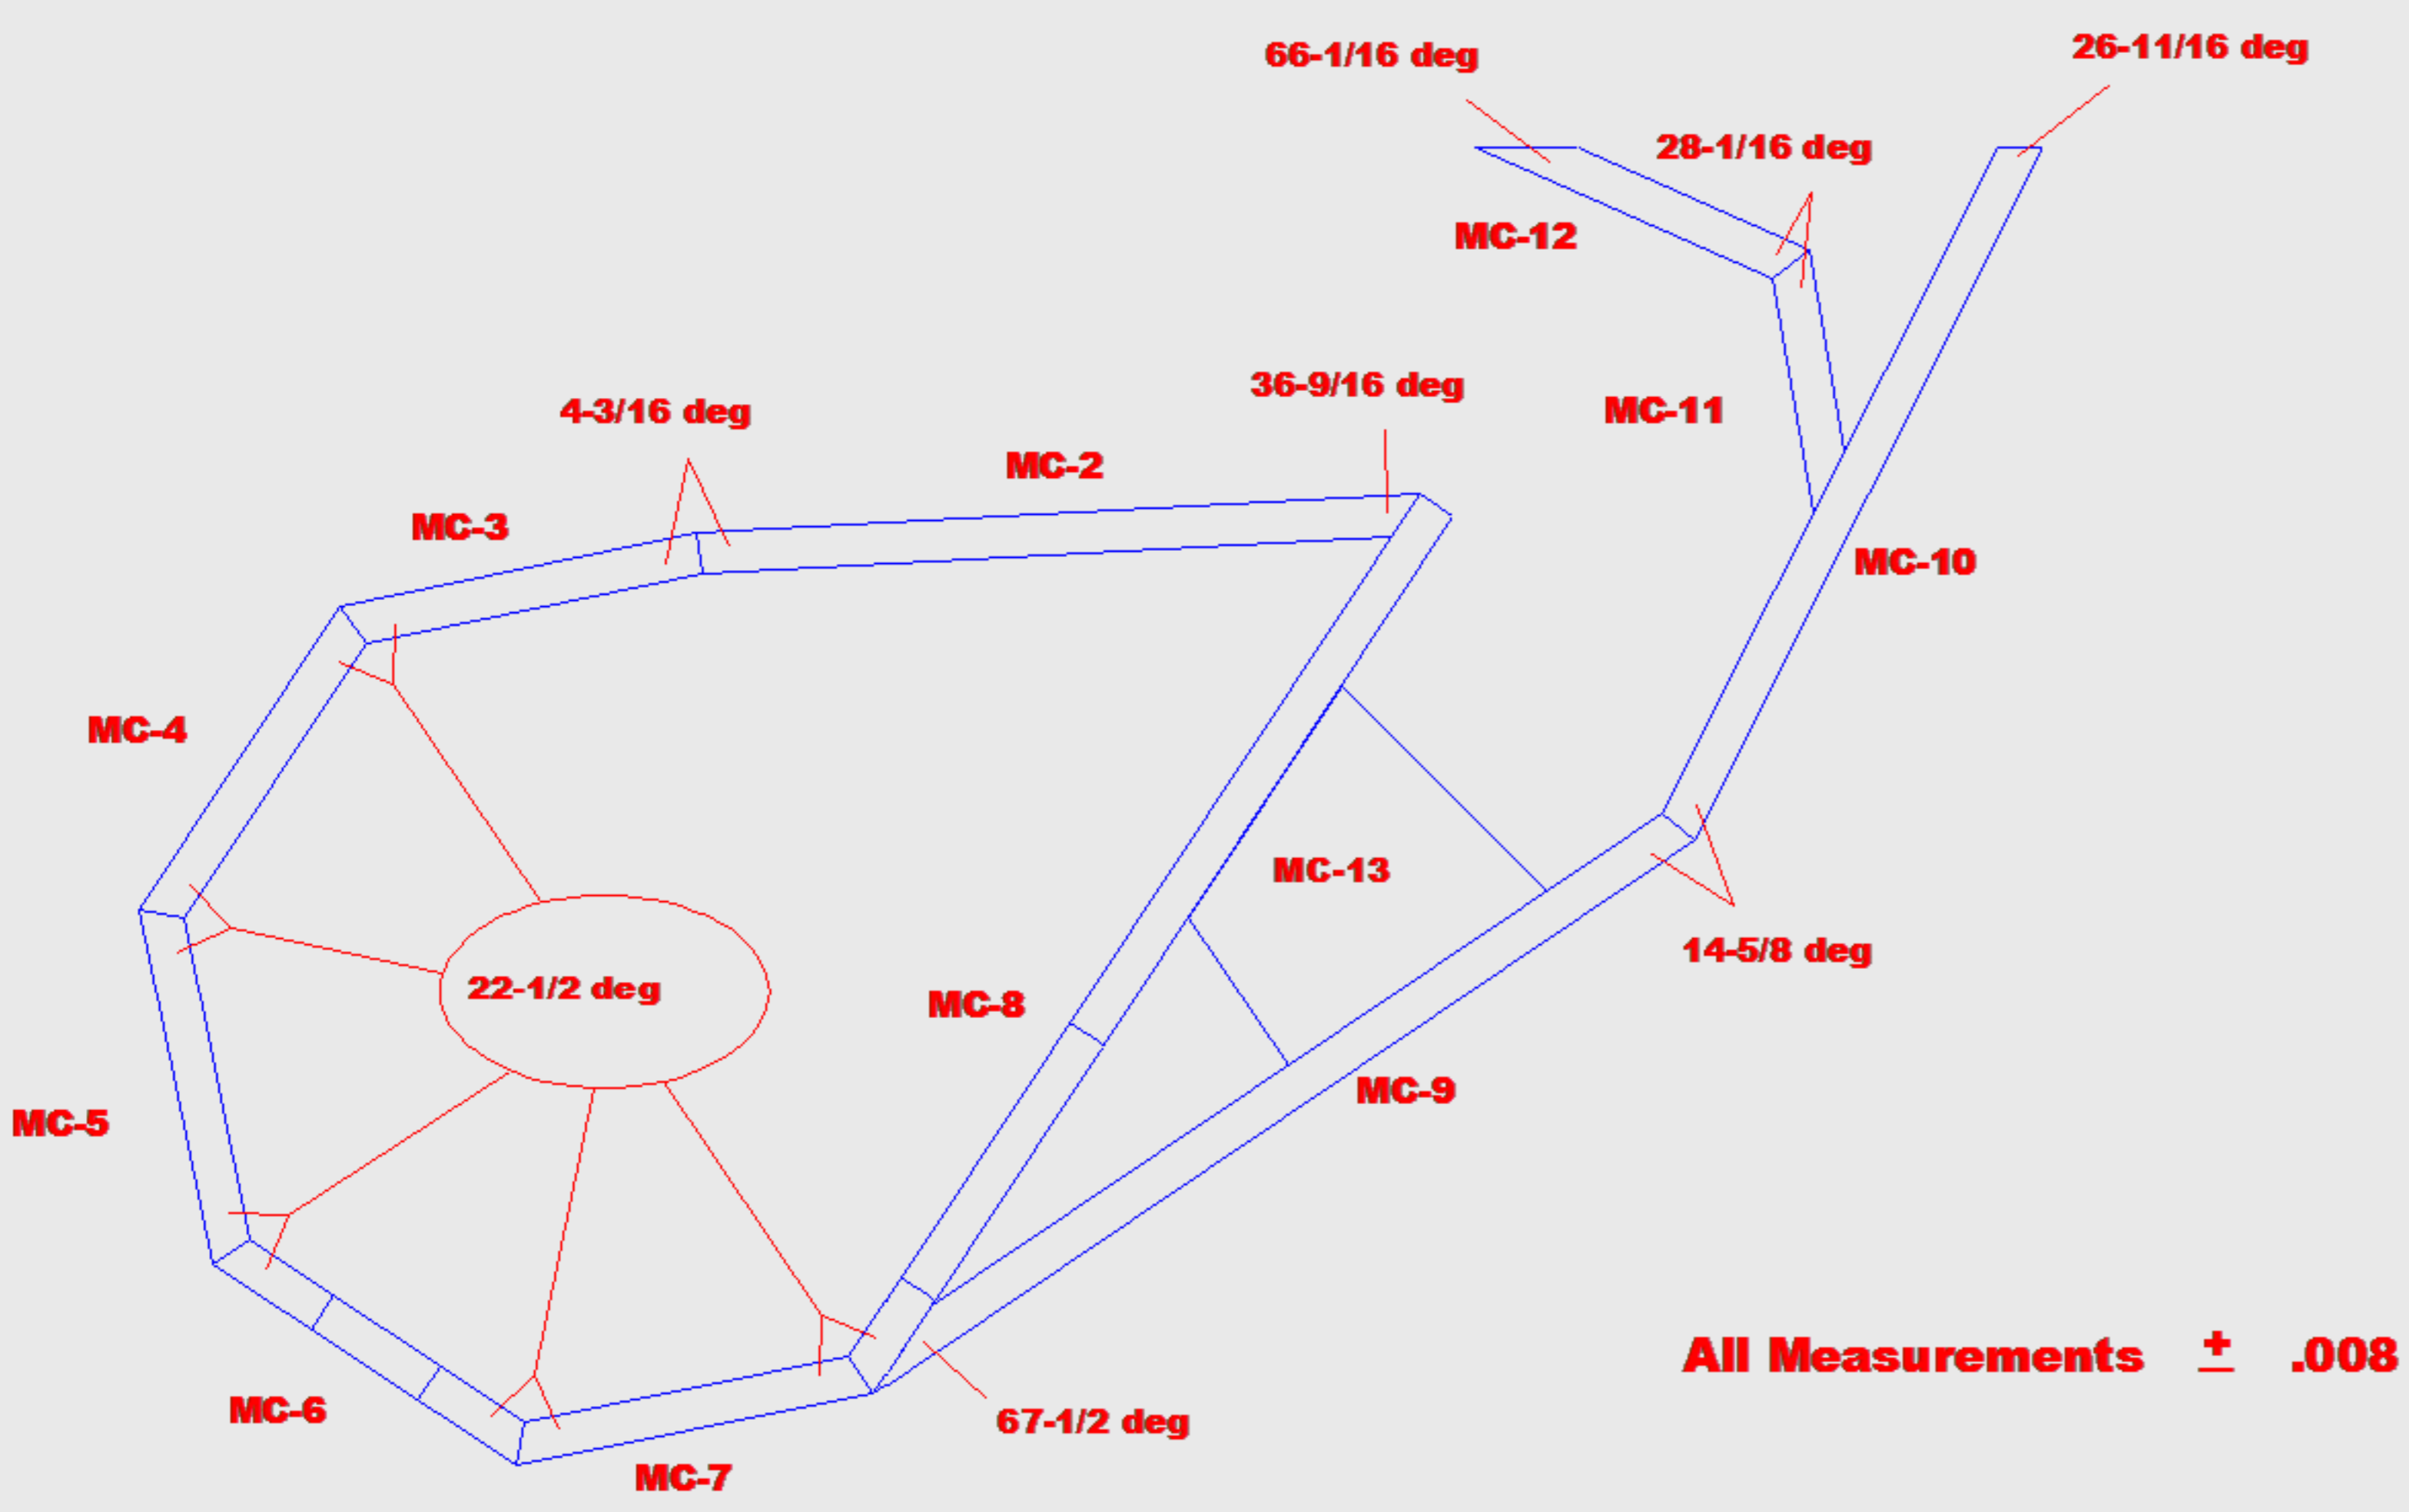 66-1/16 deg
26-11/16 deg
28-1/16 deg
MC-12
36-9/16 deg
4-3/16 deg
MC-11
MC-2
MC-3
MC-10
MC-4
MC-13
14-5/8 deg
22-1/2 deg
MC-8
MC-9
MC-5
All Measurements ± .008
MC-6
67-1/2 deg
MC-7